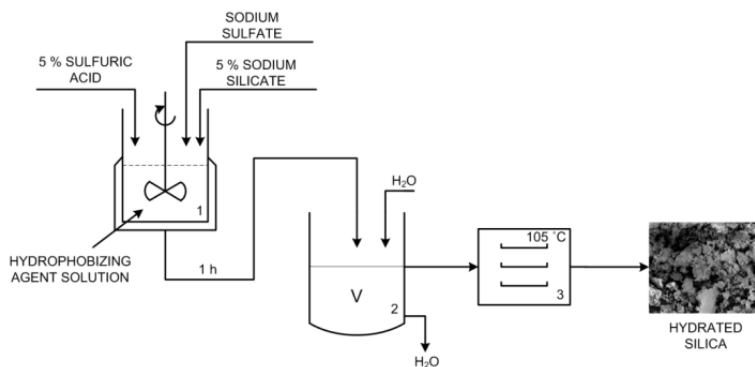 SODIUM
SULFATE
5 % SULFURIC
ACID
5 % SODIUM
SILICATE
1
HYDROPHOBIZING
AGENT SOLUTION
1 h
H₂O
V
2
H₂O
105 °C
3
HYDRATED
SILICA